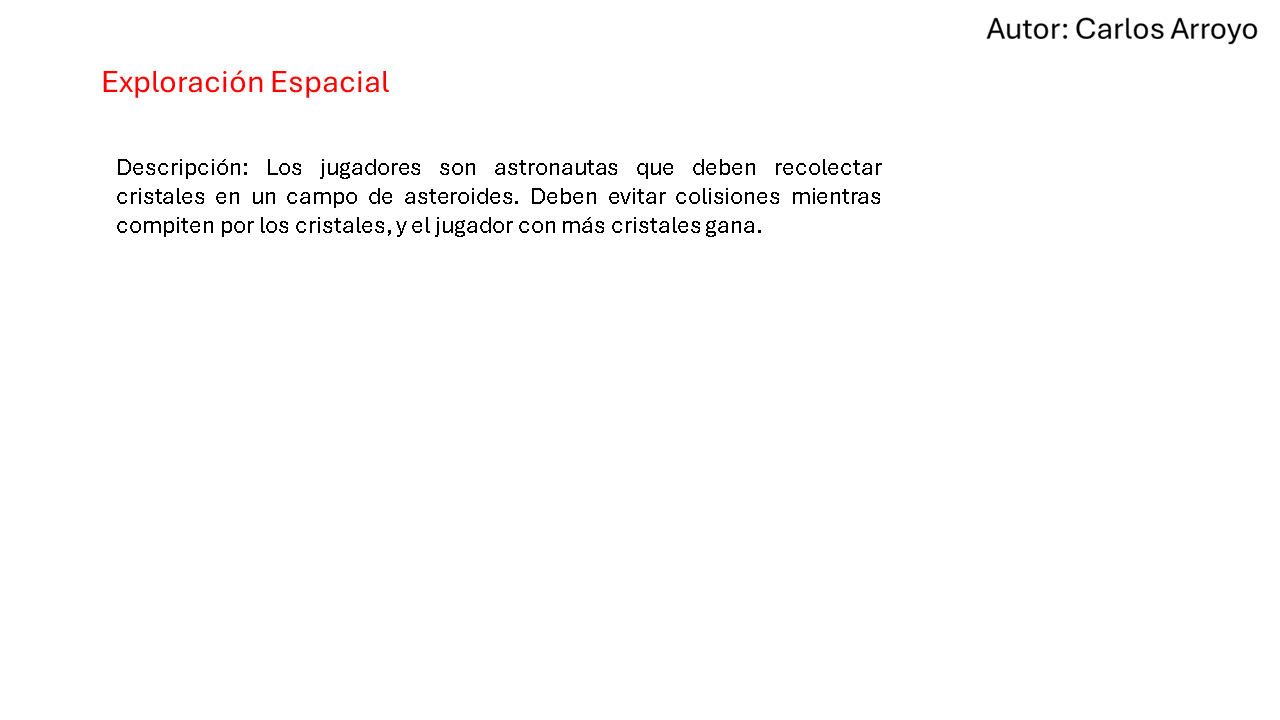 Autor: Carlos Arroyo
Exploración Espacial
Descripción: Los jugadores son astronautas que deben recolectar
cristales en un campo de asteroides. Deben evitar colisiones mientras
compiten por los cristales, y el jugador con más cristales gana.